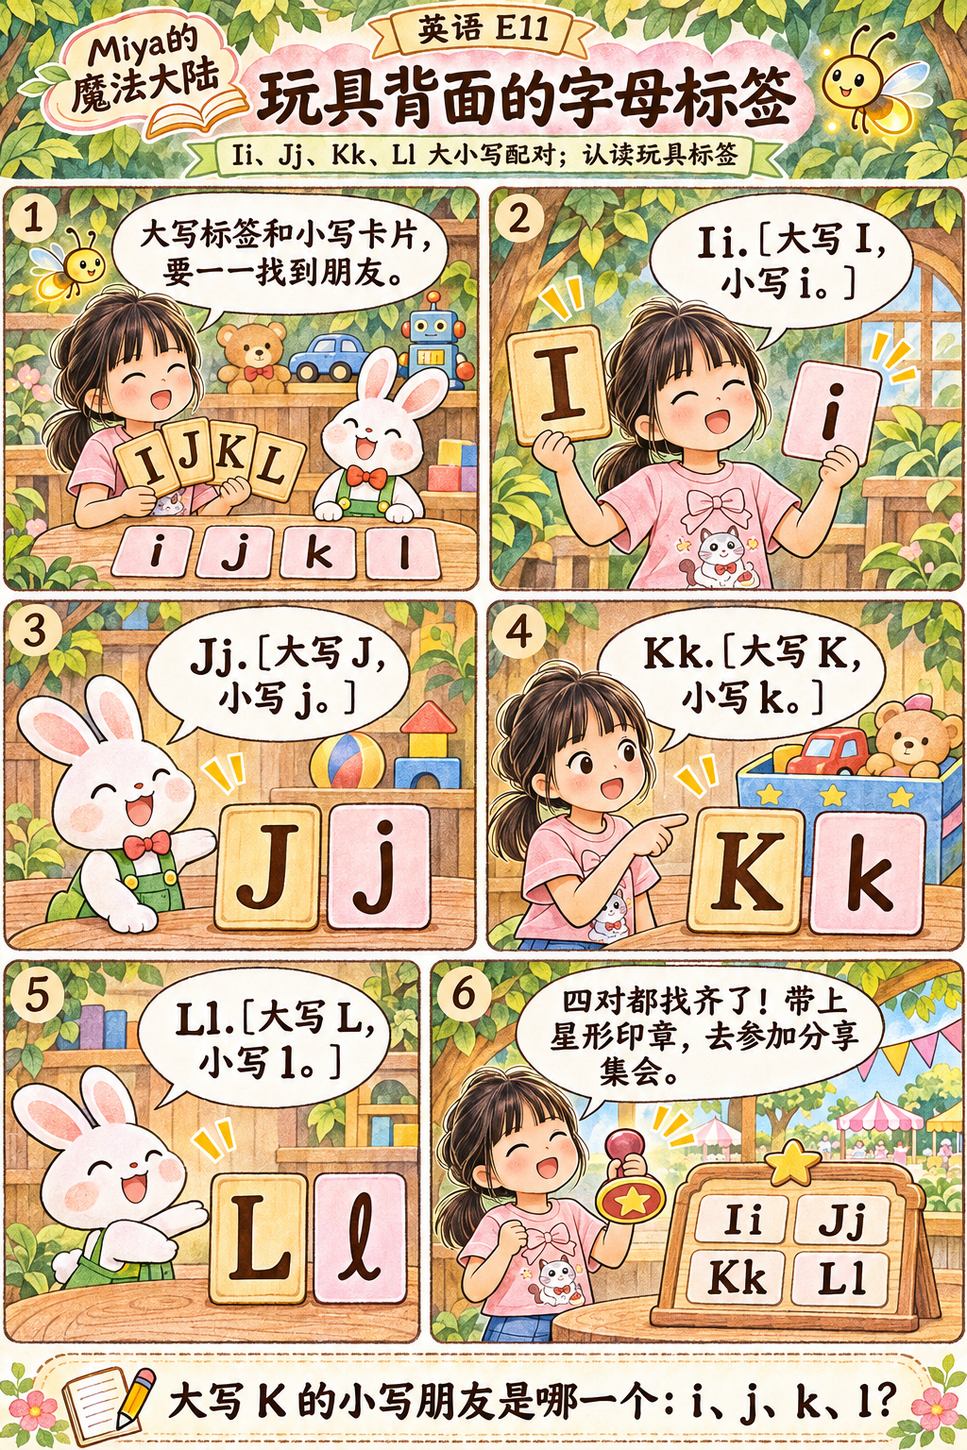 Miya的
魔法大陆
英语 E11
玩具背面的字母标签
Ii、Jj、Kk、Ll 大小写配对；认读玩具标签
1
大写标签和小写卡片，
要一一找到朋友。
I J K L
i j k l
2
Ii.［大写 I，
小写 i。］
I i
3
Jj.［大写 J，
小写 j。］
J j
4
Kk.［大写 K，
小写 k。］
K k
5
Ll.［大写 L，
小写 l。］
L ℓ
6
四对都找齐了！带上
星形印章，去参加分享
集会。
Ii Jj
Kk Ll
大写 K 的小写朋友是哪一个：i、j、k、l？